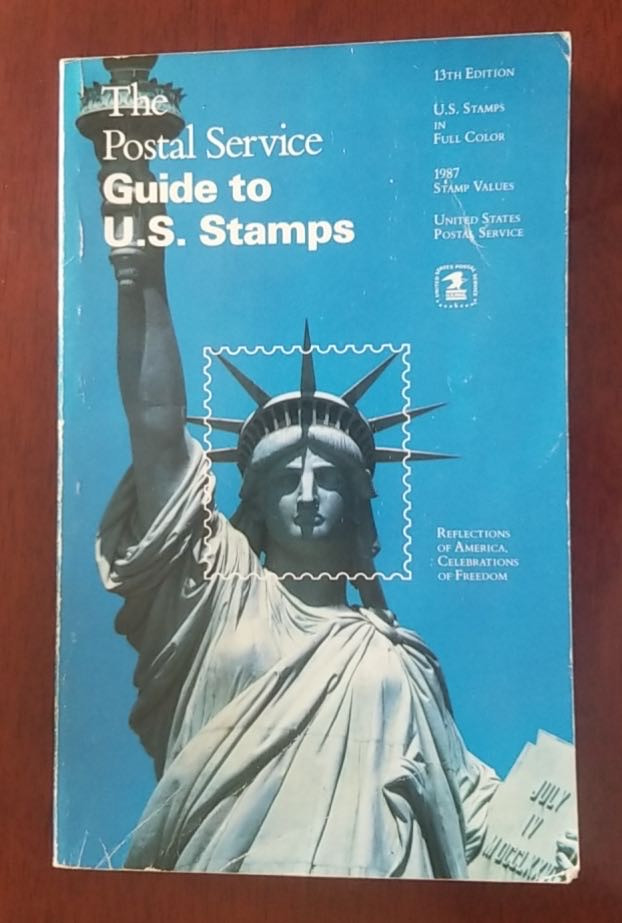 The
Postal Service
Guide to
U.S. Stamps
13th Edition
U.S. Stamps
in
Full Color
1987
Stamp Values
United States
Postal Service
Reflections
of America,
Celebrations
of Freedom
JULY
IV